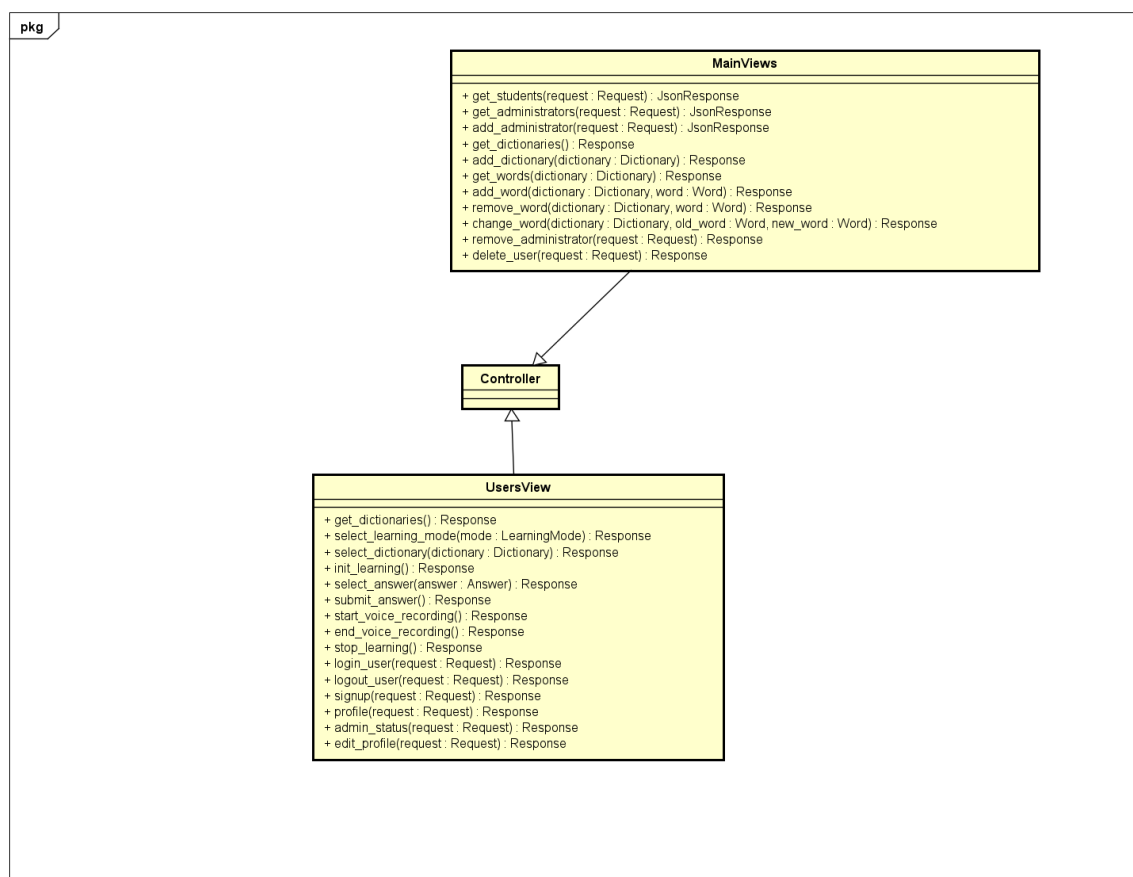 pkg
MainViews
+ get_students(request : Request) : JsonResponse
+ get_administrators(request : Request) : JsonResponse
+ add_administrator(request : Request) : JsonResponse
+ get_dictionaries() : Response
+ add_dictionary(dictionary : Dictionary) : Response
+ get_words(dictionary : Dictionary) : Response
+ add_word(dictionary : Dictionary, word : Word) : Response
+ remove_word(dictionary : Dictionary, word : Word) : Response
+ change_word(dictionary : Dictionary, old_word : Word, new_word : Word) : Response
+ remove_administrator(request : Request) : Response
+ delete_user(request : Request) : Response
Controller
UsersView
+ get_dictionaries() : Response
+ select_learning_mode(mode : LearningMode) : Response
+ select_dictionary(dictionary : Dictionary) : Response
+ init_learning() : Response
+ select_answer(answer : Answer) : Response
+ submit_answer() : Response
+ start_voice_recording() : Response
+ end_voice_recording() : Response
+ stop_learning() : Response
+ login_user(request : Request) : Response
+ logout_user(request : Request) : Response
+ signup(request : Request) : Response
+ profile(request : Request) : Response
+ admin_status(request : Request) : Response
+ edit_profile(request : Request) : Response